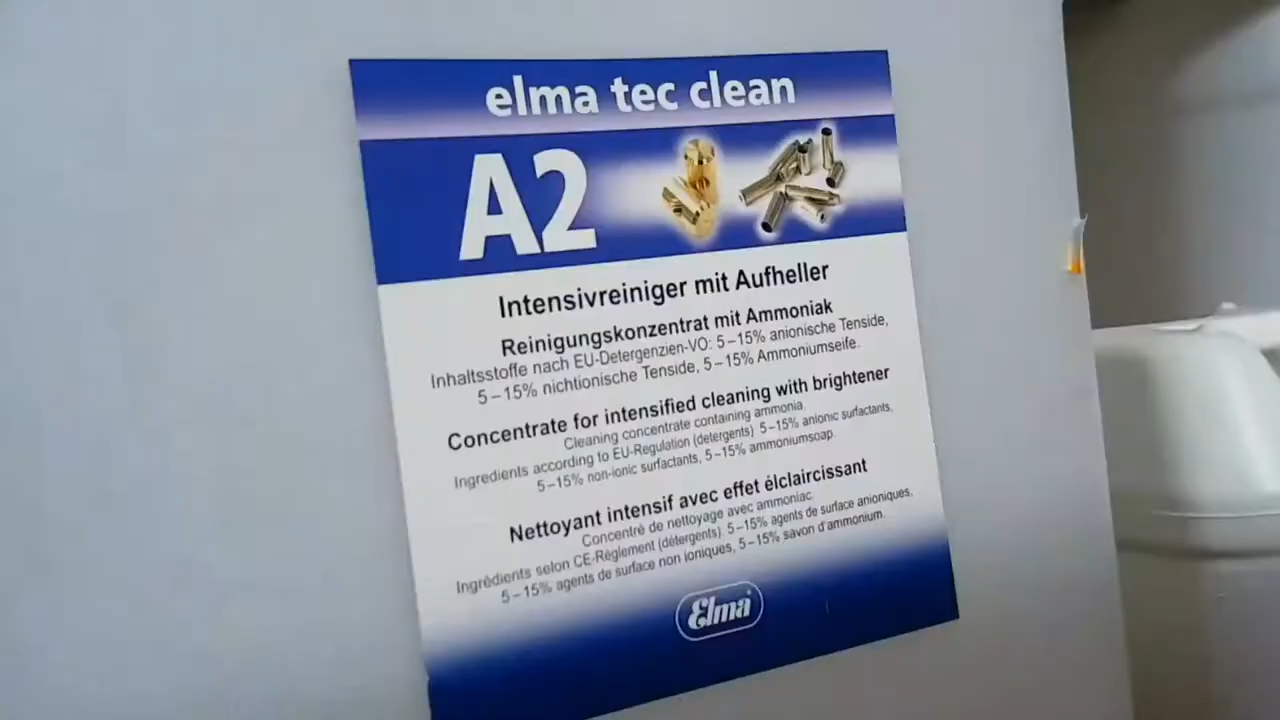 elma tec clean
A2
Intensivreiniger mit Aufheller
Reinigungskonzentrat mit Ammoniak
Inhaltsstoffe nach EU-Detergenzien-VO: 5–15% anionische Tenside,
5–15% nichtionische Tenside, 5–15% Ammoniumseife.
Concentrate for intensified cleaning with brightener
Cleaning concentrate containing ammonia.
Ingredients according to EU-Regulation (detergents) 5–15% anionic surfactants,
5–15% non-ionic surfactants, 5–15% ammoniumsoap.
Nettoyant intensif avec effet élclaircissant
Concentré de nettoyage avec ammoniac.
Ingrédients selon CE-Règlement (détergents), 5–15% agents de surface anioniques,
5–15% agents de surface non ioniques, 5–15% savon d'ammonium.
Elma